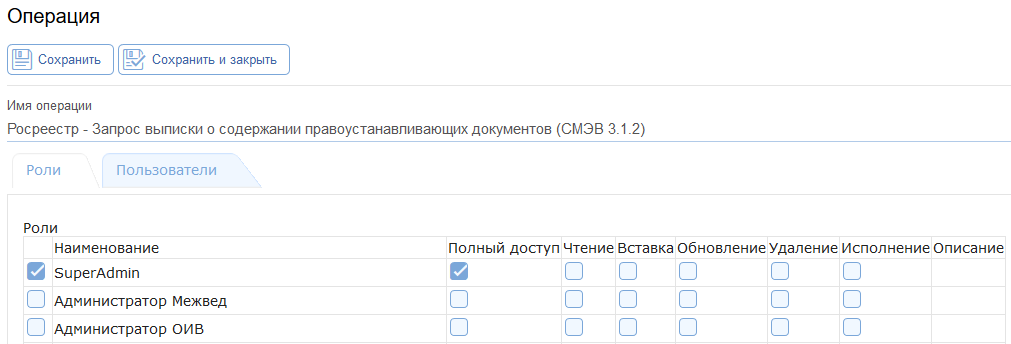 Операция
Сохранить Сохранить и закрыть
Имя операции
Росреестр - Запрос выписки о содержании правоустанавливающих документов (СМЭВ 3.1.2)
Роли Пользователи
Роли
Наименование Полный доступ Чтение Вставка Обновление Удаление Исполнение Описание
SuperAdmin
Администратор Межвед
Администратор ОИВ